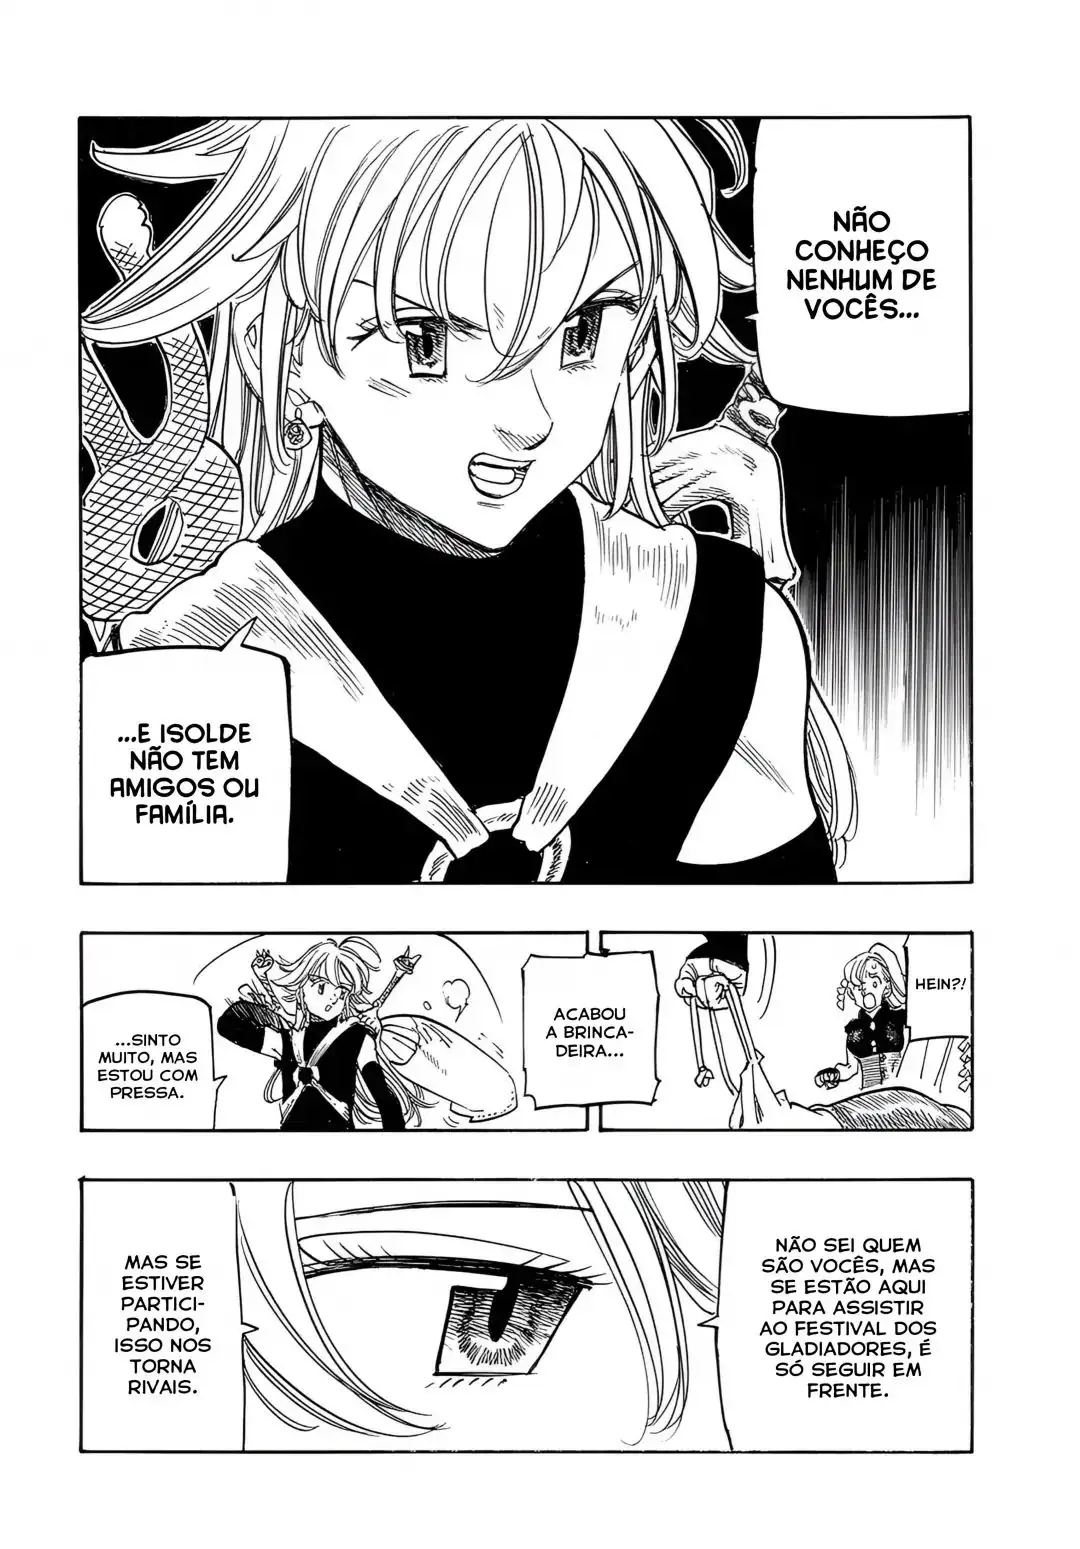 NÃO
CONHEÇO
NENHUM DE
VOCÊS...
...E ISOLDE
NÃO TEM
AMIGOS OU
FAMÍLIA.
HEIN?!
ACABOU
A BRINCA-
DEIRA...
...SINTO
MUITO, MAS
ESTOU COM
PRESSA.
NÃO SEI QUEM
SÃO VOCÊS, MAS
SE ESTÃO AQUI
PARA ASSISTIR
AO FESTIVAL DOS
GLADIADORES, É
SÓ SEGUIR EM
FRENTE.
MAS SE
ESTIVER
PARTICI-
PANDO,
ISSO NOS
TORNA
RIVAIS.